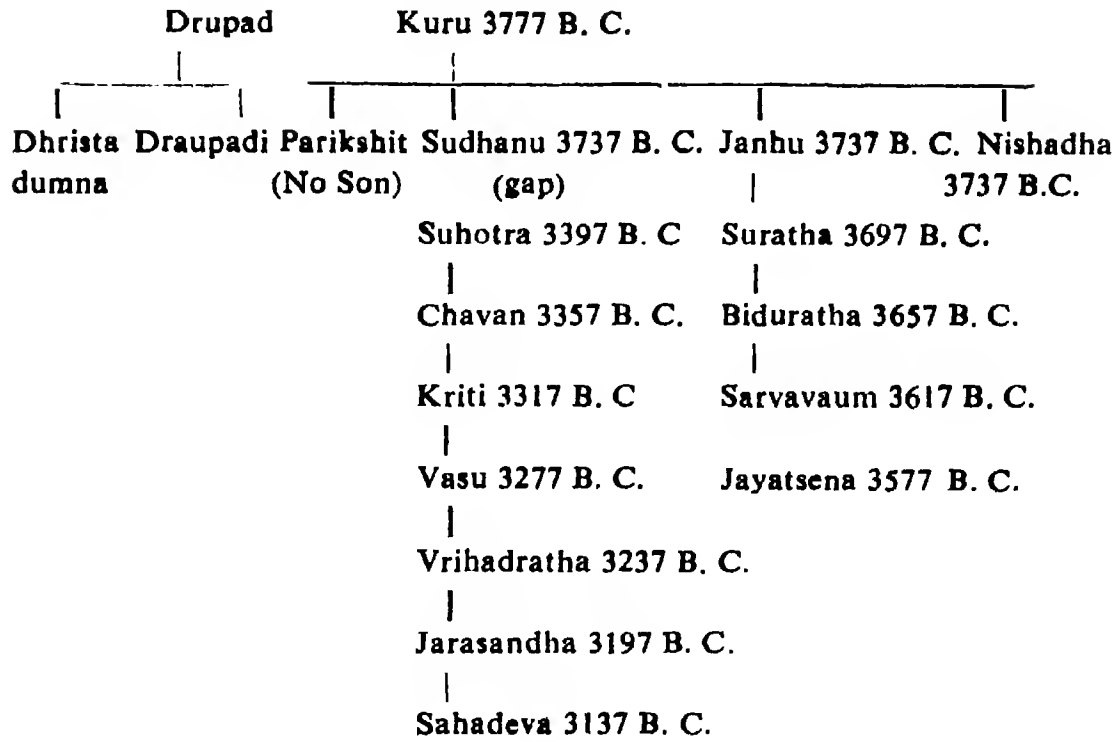 Drupad Kuru 3777 B. C.
Dhrista Draupadi Parikshit Sudhanu 3737 B. C. Janhu 3737 B. C. Nishadha
dumna (No Son) (gap) 3737 B.C.
Suhotra 3397 B. C Suratha 3697 B. C.
Chavan 3357 B. C. Biduratha 3657 B. C.
Kriti 3317 B. C Sarvavaum 3617 B. C.
Vasu 3277 B. C. Jayatsena 3577 B. C.
Vrihadratha 3237 B. C.
Jarasandha 3197 B. C.
Sahadeva 3137 B. C.